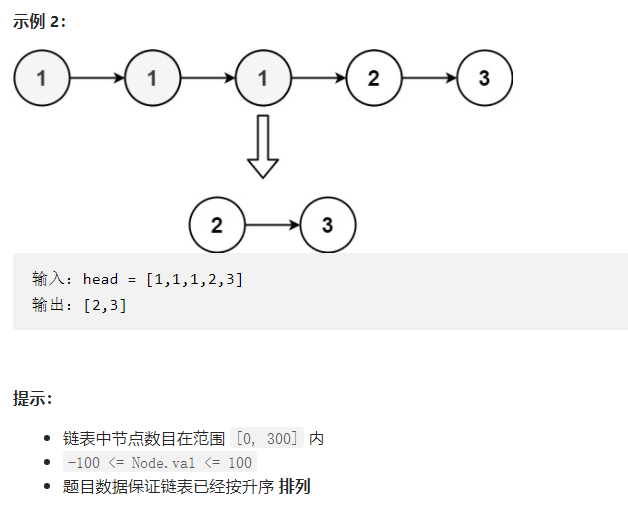 示例 2：
1 1 1 2 3
2 3
输入：head = [1,1,1,2,3]
输出：[2,3]
提示：
链表中节点数目在范围 [0, 300] 内
-100 <= Node.val <= 100
题目数据保证链表已经按升序 排列